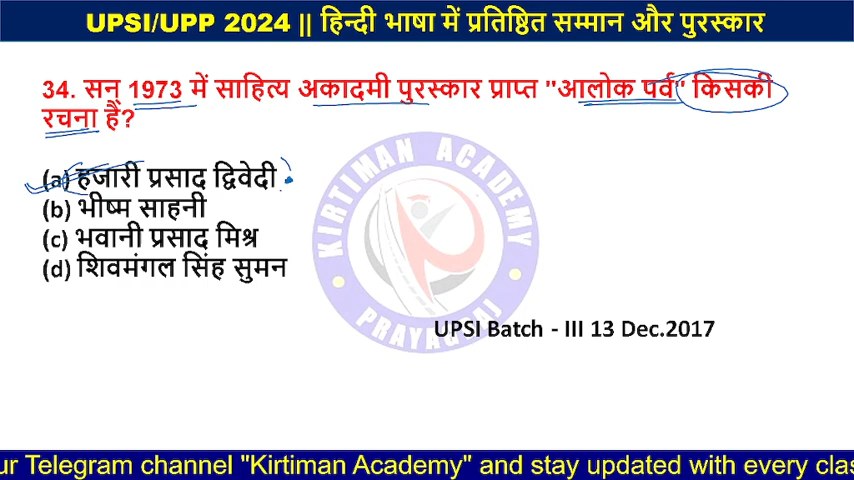 UPSI/UPP 2024 || हिन्दी भाषा में प्रतिष्ठित सम्मान और पुरस्कार
34. सन् 1973 में साहित्य अकादमी पुरस्कार प्राप्त "आलोक पर्व" किसकी
रचना है?
(a) हजारी प्रसाद द्विवेदी
(b) भीष्म साहनी
(c) भवानी प्रसाद मिश्र
(d) शिवमंगल सिंह सुमन
KIRTIMAN ACADEMY
PRAYAGRAJ
UPSI Batch - III 13 Dec.2017
ur Telegram channel "Kirtiman Academy" and stay updated with every clas